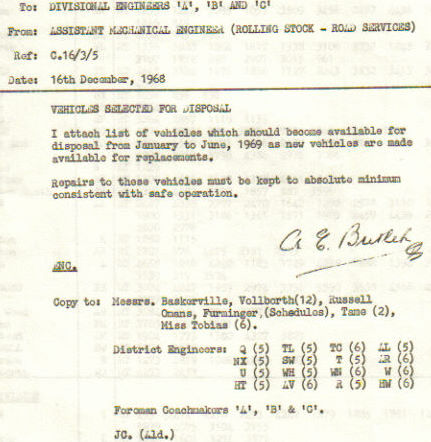 To: DIVISIONAL ENGINEERS 'A', 'B' AND 'C'
From: ASSISTANT MECHANICAL ENGINEER (ROLLING STOCK - ROAD SERVICES)
Ref: C.16/3/5
Date: 16th December, 1968
VEHICLES SELECTED FOR DISPOSAL
I attach list of vehicles which should become available for
disposal from January to June, 1969 as new vehicles are made
available for replacements.
Repairs to these vehicles must be kept to absolute minimum
consistent with safe operation.
A E. Butler
ENC.
Copy to: Messrs. Baskerville, Vollborth(12), Russell
Omans, Furminger,(Schedules), Tame (2),
Miss Tobias (6).
District Engineers: Q (5) TL (5) TC (6) AL (5)
NX (5) SW (5) T (5) AR (6)
U (5) WH (5) WN (6) W (6)
HT (5) AV (6) R (5) HW (6)
Foreman Coachmakers 'A', 'B' & 'C'.
JC. (Ald.)